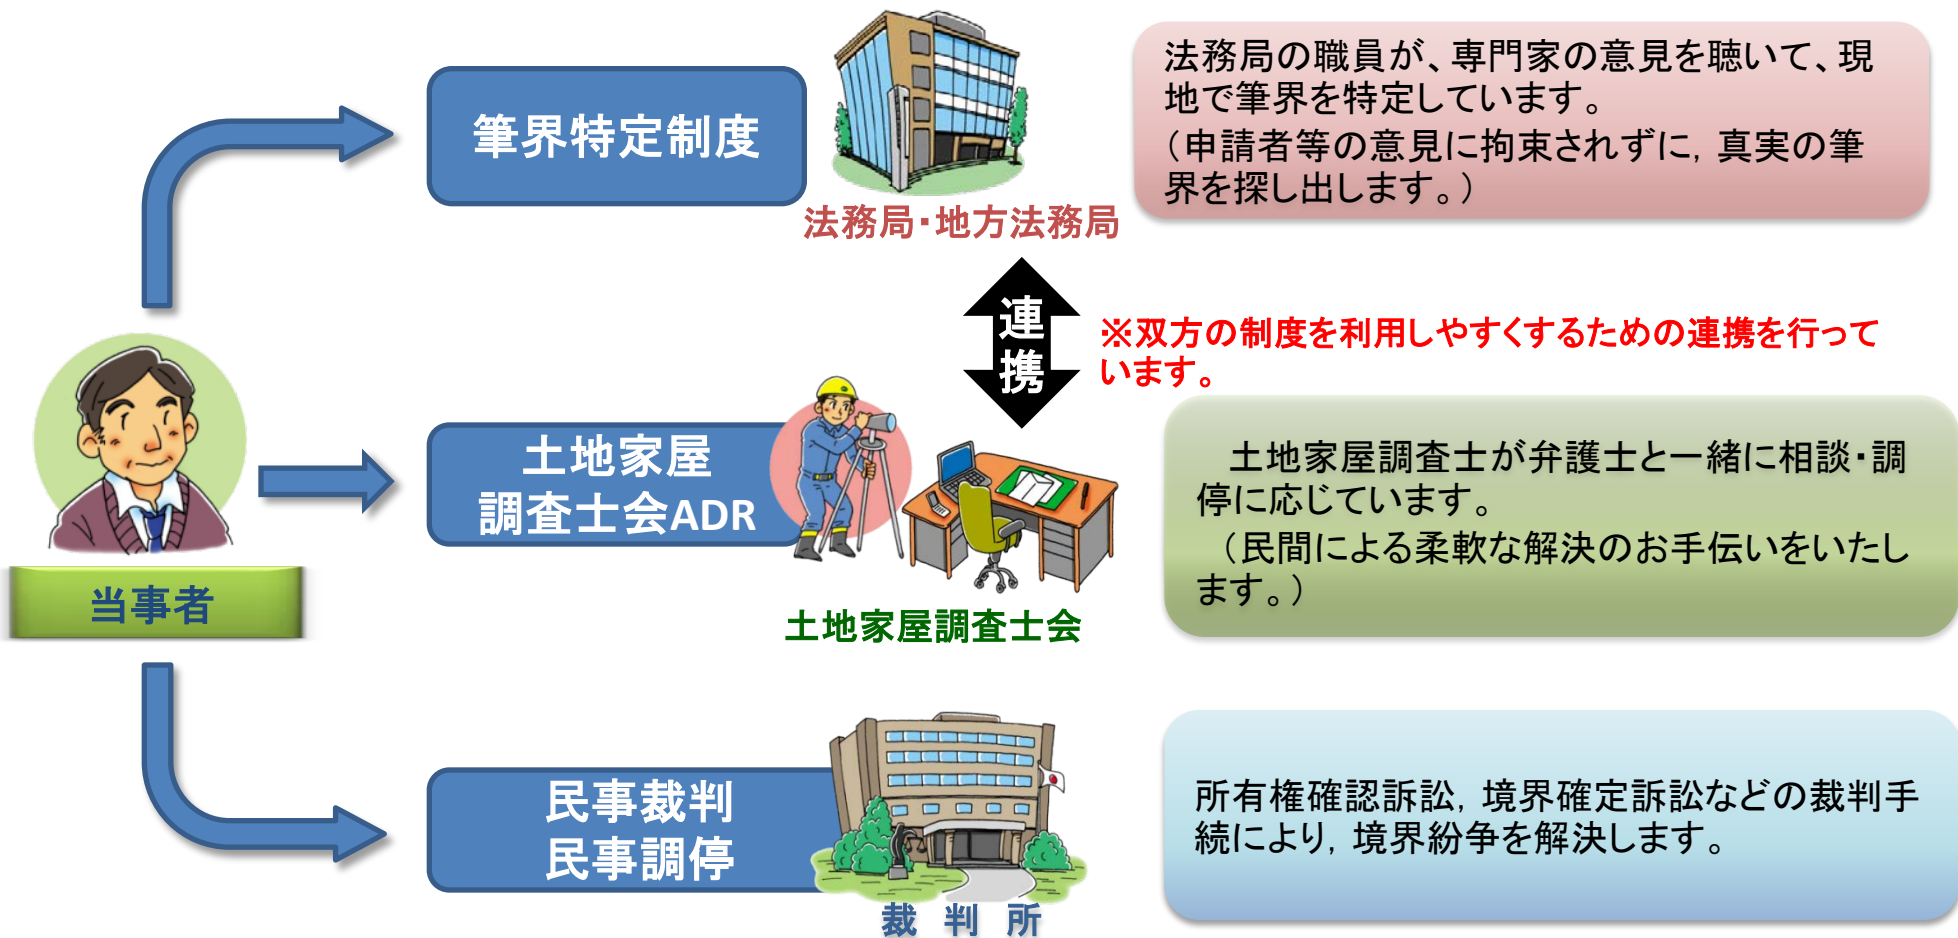 筆界特定制度
法務局・地方法務局
法務局の職員が、専門家の意見を聴いて、現
地で筆界を特定しています。
（申請者等の意見に拘束されずに，真実の筆
界を探し出します。）
連
携
※双方の制度を利用しやすくするための連携を行って
います。
当事者
土地家屋
調査士会ADR
土地家屋調査士会
土地家屋調査士が弁護士と一緒に相談・調
停に応じています。
（民間による柔軟な解決のお手伝いをいたし
ます。）
民事裁判
民事調停
裁 判 所
所有権確認訴訟，境界確定訴訟などの裁判手
続により，境界紛争を解決します。